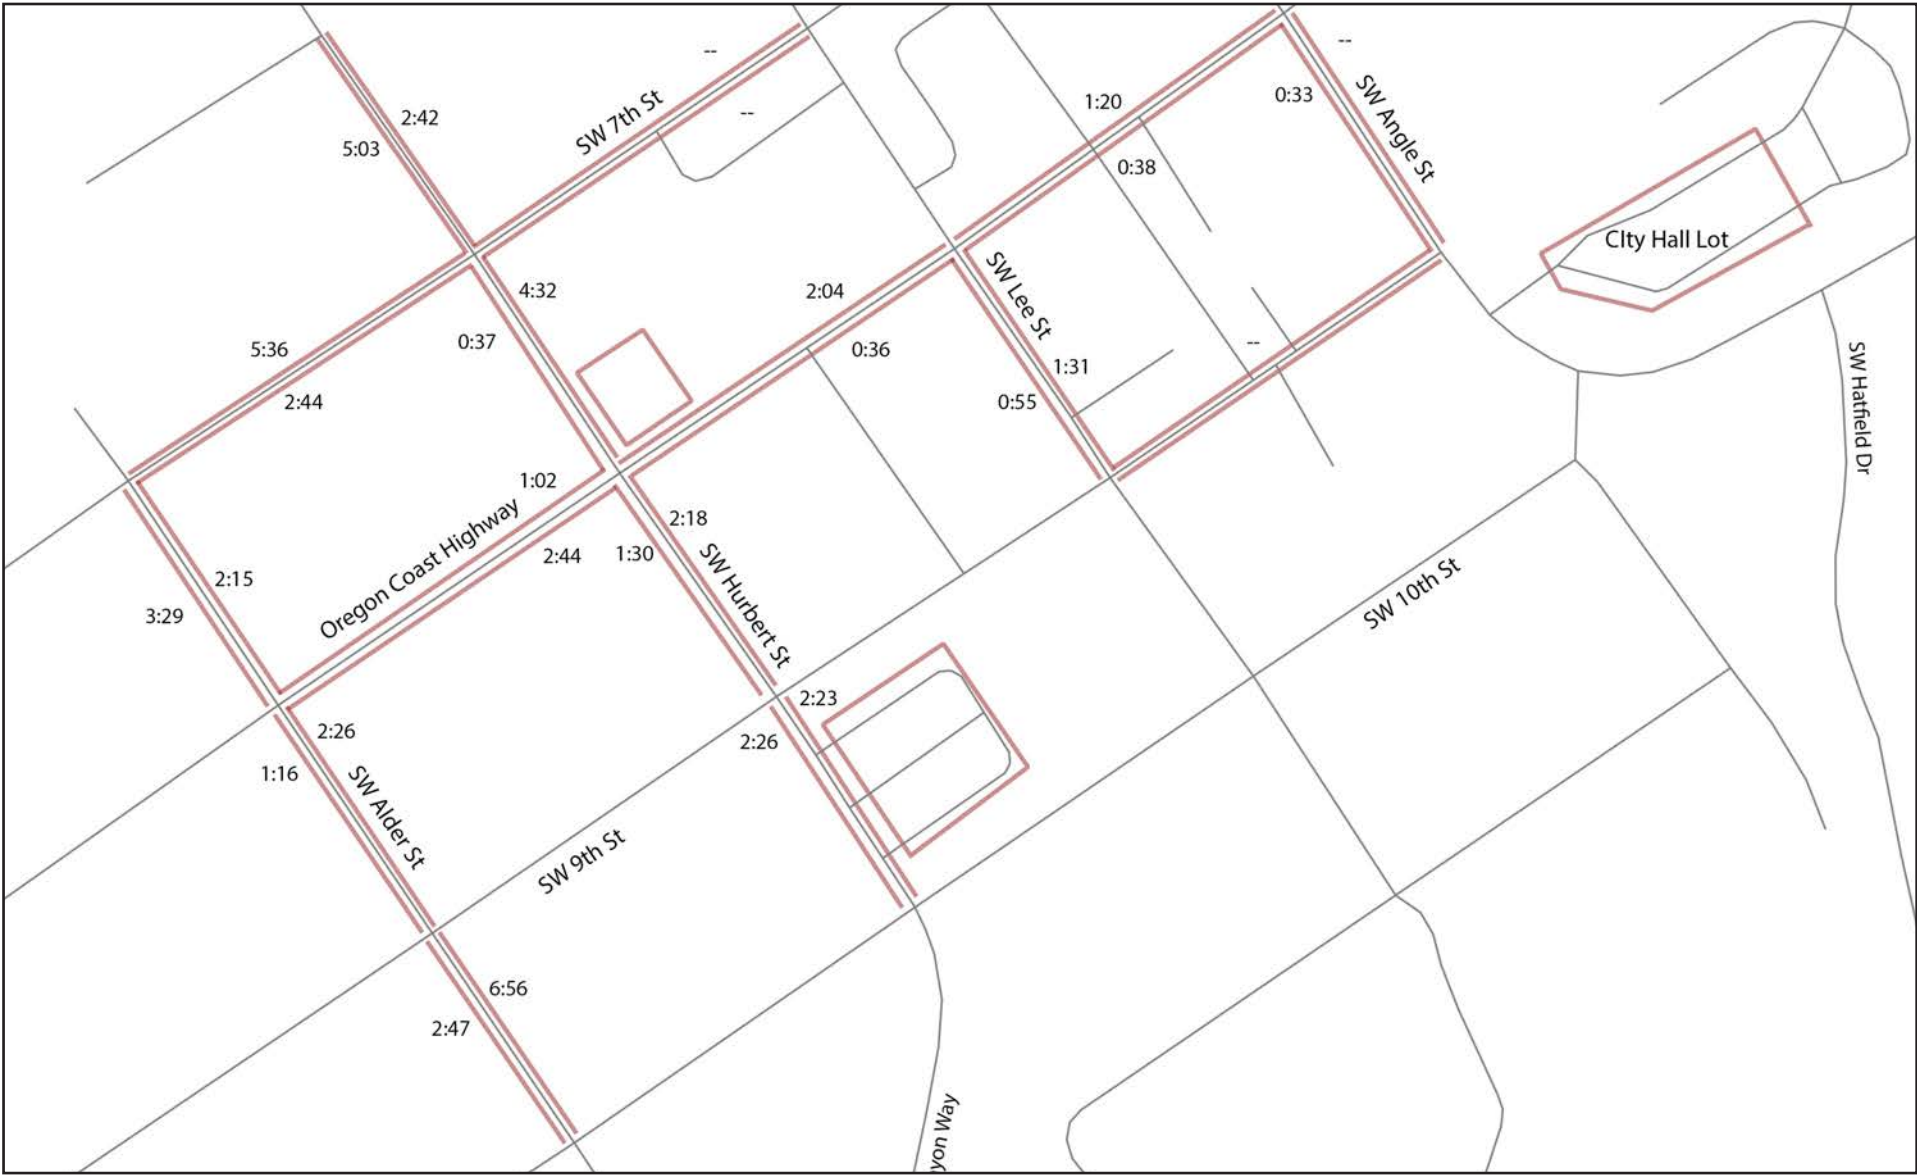 --
--
SW 7th St
--
2:42
5:03
1:20
0:33
0:38
SW Angle St
CIty Hall Lot
4:32
0:37
2:04
0:36
SW Lee St
1:31
0:55
--
5:36
2:44
SW Hatfield Dr
1:02
Oregon Coast Highway
2:44
1:30
2:18
SW Hurbert St
2:15
3:29
SW 10th St
2:23
2:26
2:26
1:16
SW Alder St
SW 9th St
6:56
2:47
yon Way